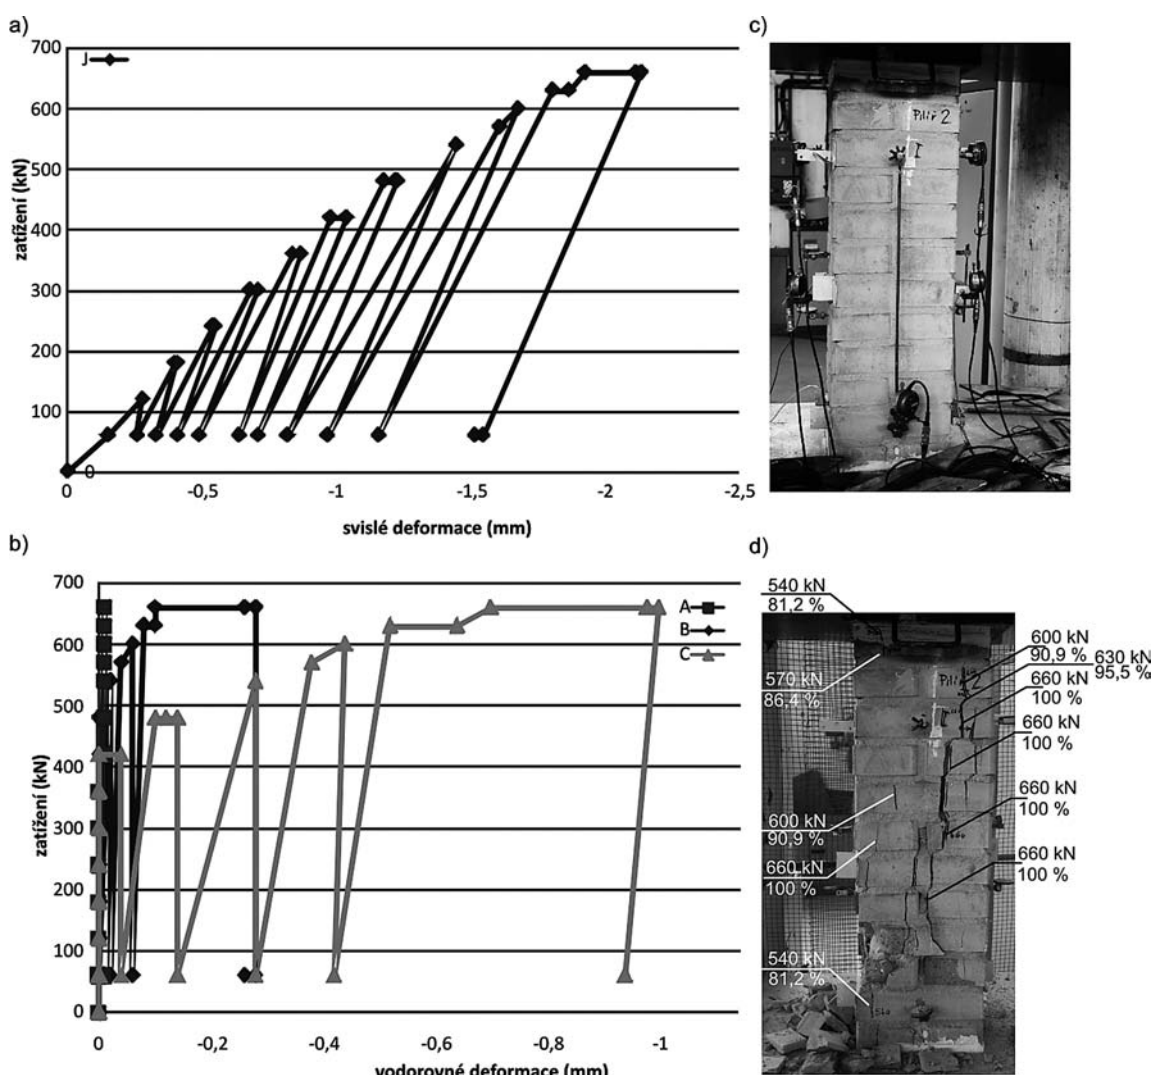 a)
700
600
500
400
300
200
100
0
J
zatížení (kN)
0
-0,5
-1
-1,5
-2
-2,5
svislé deformace (mm)
b)
700
600
500
400
300
200
100
0
A
B
C
zatížení (kN)
0
-0,2
-0,4
-0,6
-0,8
-1
vodorovné deformace (mm)
c)
Pilíř 2
d)
540 kN
81,2 %
570 kN
86,4 %
600 kN
90,9 %
630 kN
95,5 ‰
660 kN
100 %
660 kN
100 %
660 kN
100 %
660 kN
100 %
600 kN
90,9 %
660 kN
100 %
540 kN
81,2 %